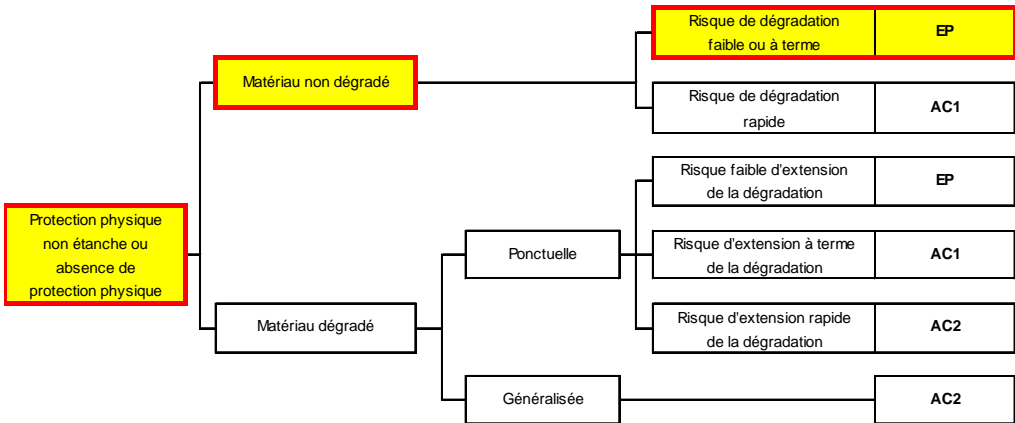 Risque de dégradation
faible ou à terme
EP
Matériau non dégradé
Risque de dégradation
rapide
AC1
Risque faible d'extension
de la dégradation
EP
Protection physique
non étanche ou
absence de
protection physique
Ponctuelle
Risque d'extension à terme
de la dégradation
AC1
Matériau dégradé
Risque d'extension rapide
de la dégradation
AC2
Généralisée
AC2